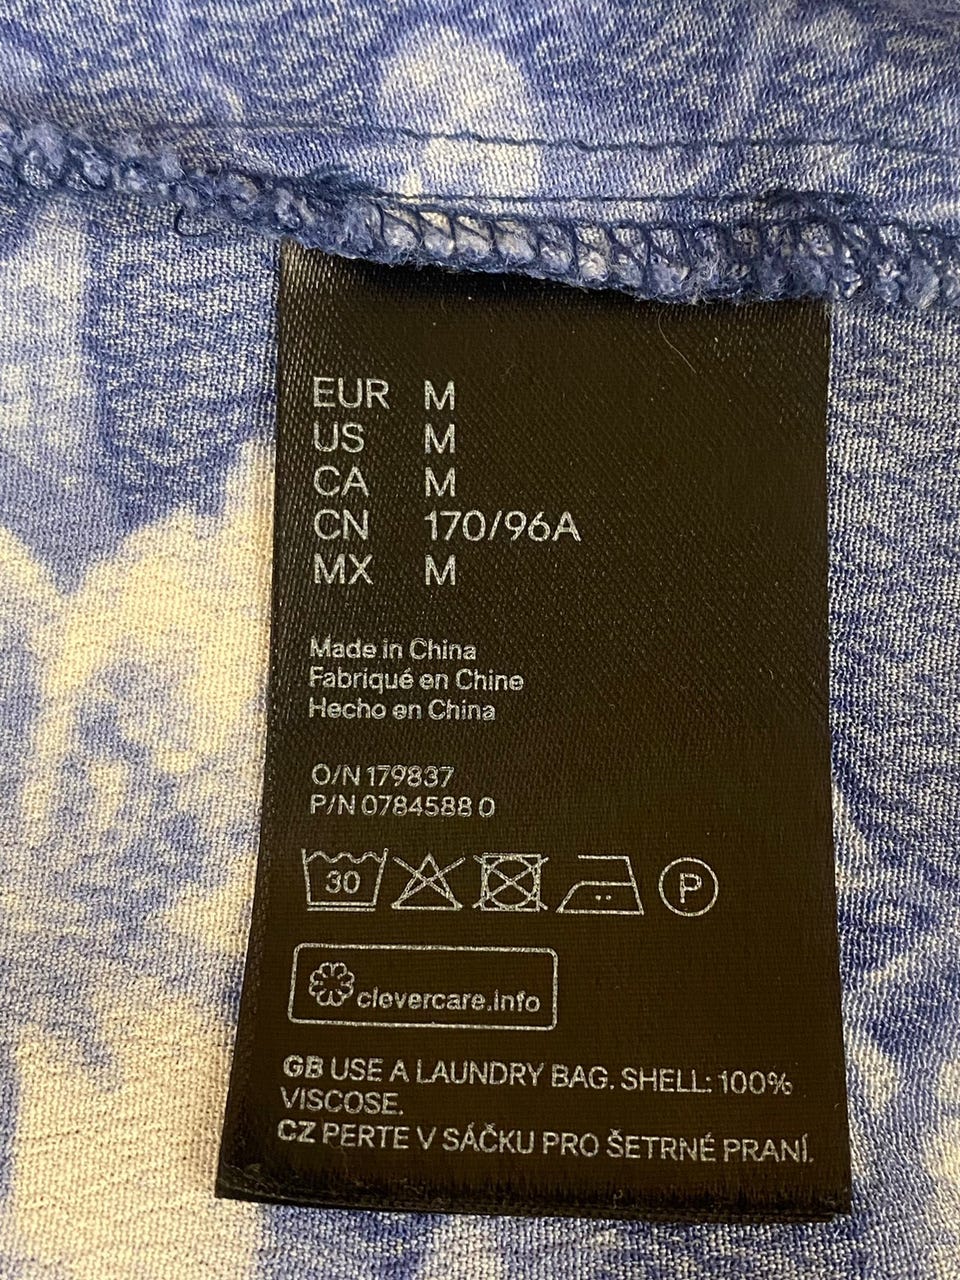 EUR M
US M
CA M
CN 170/96A
MX M
Made in China
Fabriqué en Chine
Hecho en China
O/N 179837
P/N 0784588 0
30
P
clevercare.info
GB USE A LAUNDRY BAG. SHELL: 100%
VISCOSE.
CZ PERTE V SÁČKU PRO ŠETRNÉ PRANÍ.